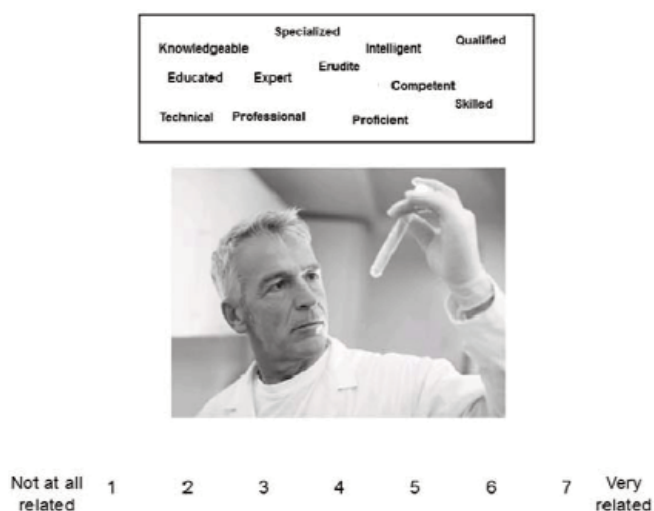 Specialized
Knowledgeable Intelligent Qualified
Erudite
Educated Expert Competent
Skilled
Technical Professional Proficient
Not at all related 1 2 3 4 5 6 7 Very related